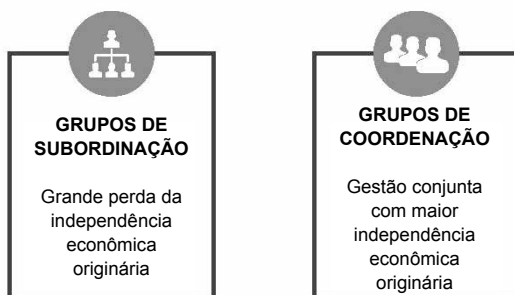 GRUPOS DE
SUBORDINAÇÃO
Grande perda da
independência
econômica
originária
GRUPOS DE
COORDENAÇÃO
Gestão conjunta
com maior
independência
econômica
originária